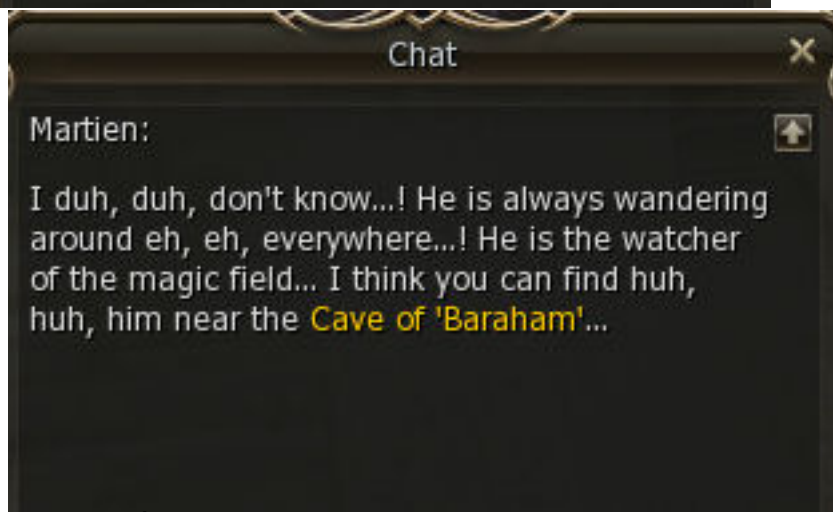 Chat
Martien:
I duh, duh, don't know...! He is always wandering
around eh, eh, everywhere...! He is the watcher
of the magic field... I think you can find huh,
huh, him near the Cave of 'Baraham'...